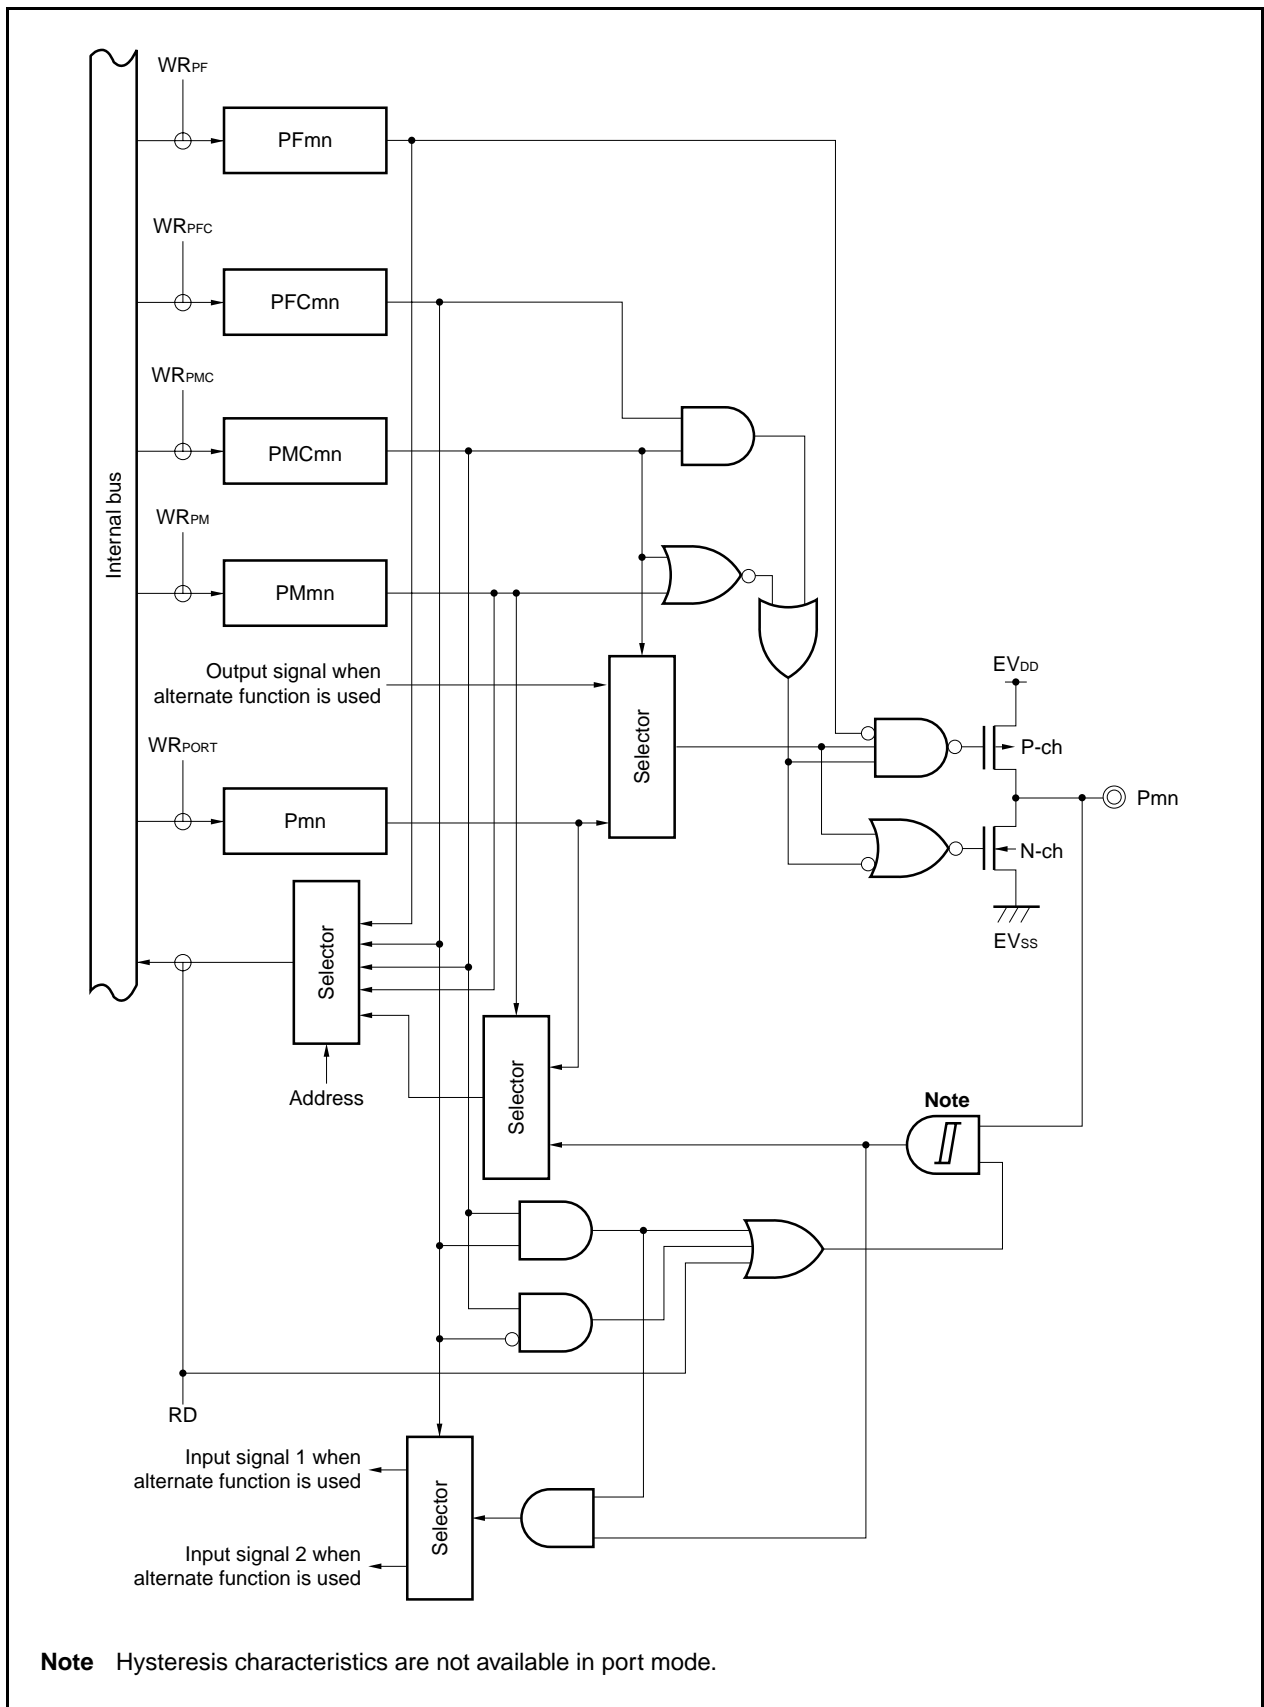 WRPF
PFmn
WRPFC
PFCmn
WRPMC
PMCmn
Internal bus
WRPM
PMmn
Output signal when
alternate function is used
EVDD
Selector
P-ch
WRPORT
Pmn
Pmn
N-ch
EVSS
Selector
Address
Selector
Note
RD
Input signal 1 when
alternate function is used
Selector
Input signal 2 when
alternate function is used
Note Hysteresis characteristics are not available in port mode.